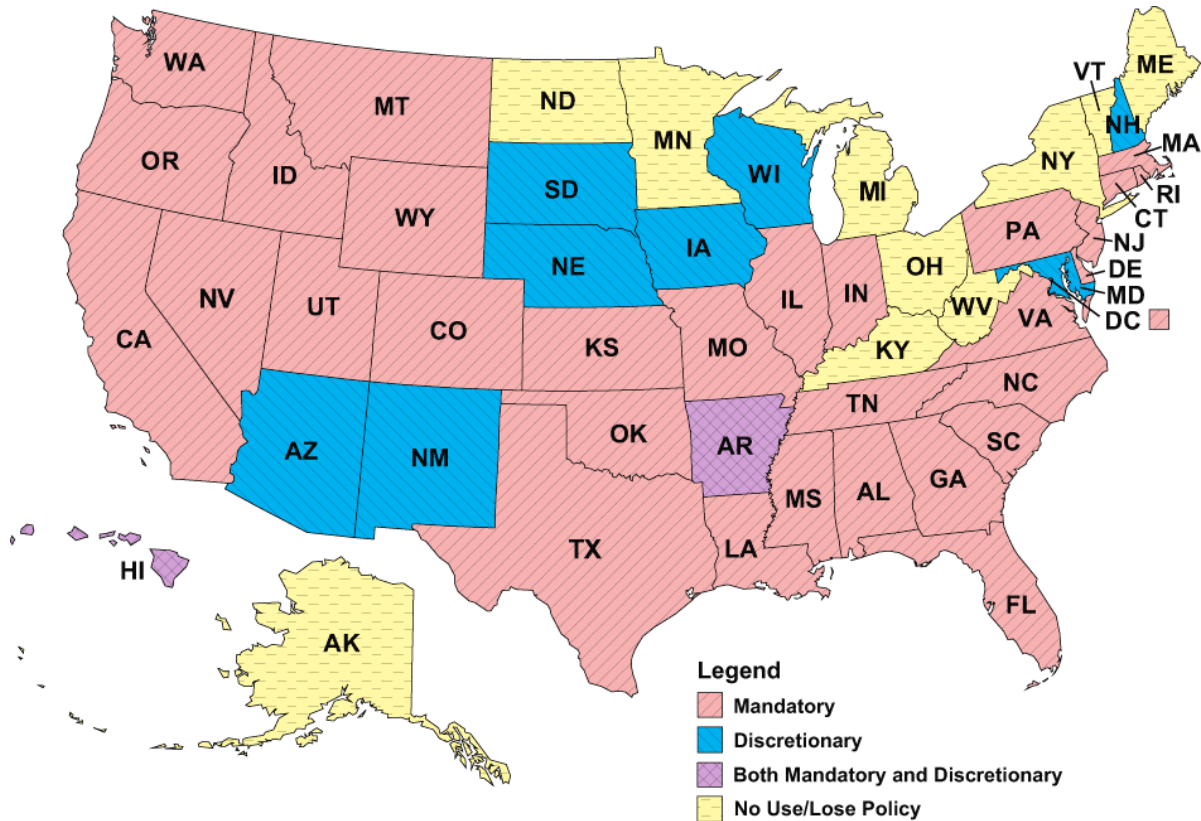 WA
MT
ND
MN
VT
ME
NH
OR
ID
SD
WI
MI
NY
MA
RI
CT
WY
IA
PA
NJ
NE
OH
DE
MD
DC
NV
UT
CO
IL
IN
WV
VA
CA
KS
MO
KY
NC
TN
AZ
NM
OK
AR
SC
MS
AL
GA
TX
LA
HI
FL
AK
Legend
Mandatory
Discretionary
Both Mandatory and Discretionary
No Use/Lose Policy